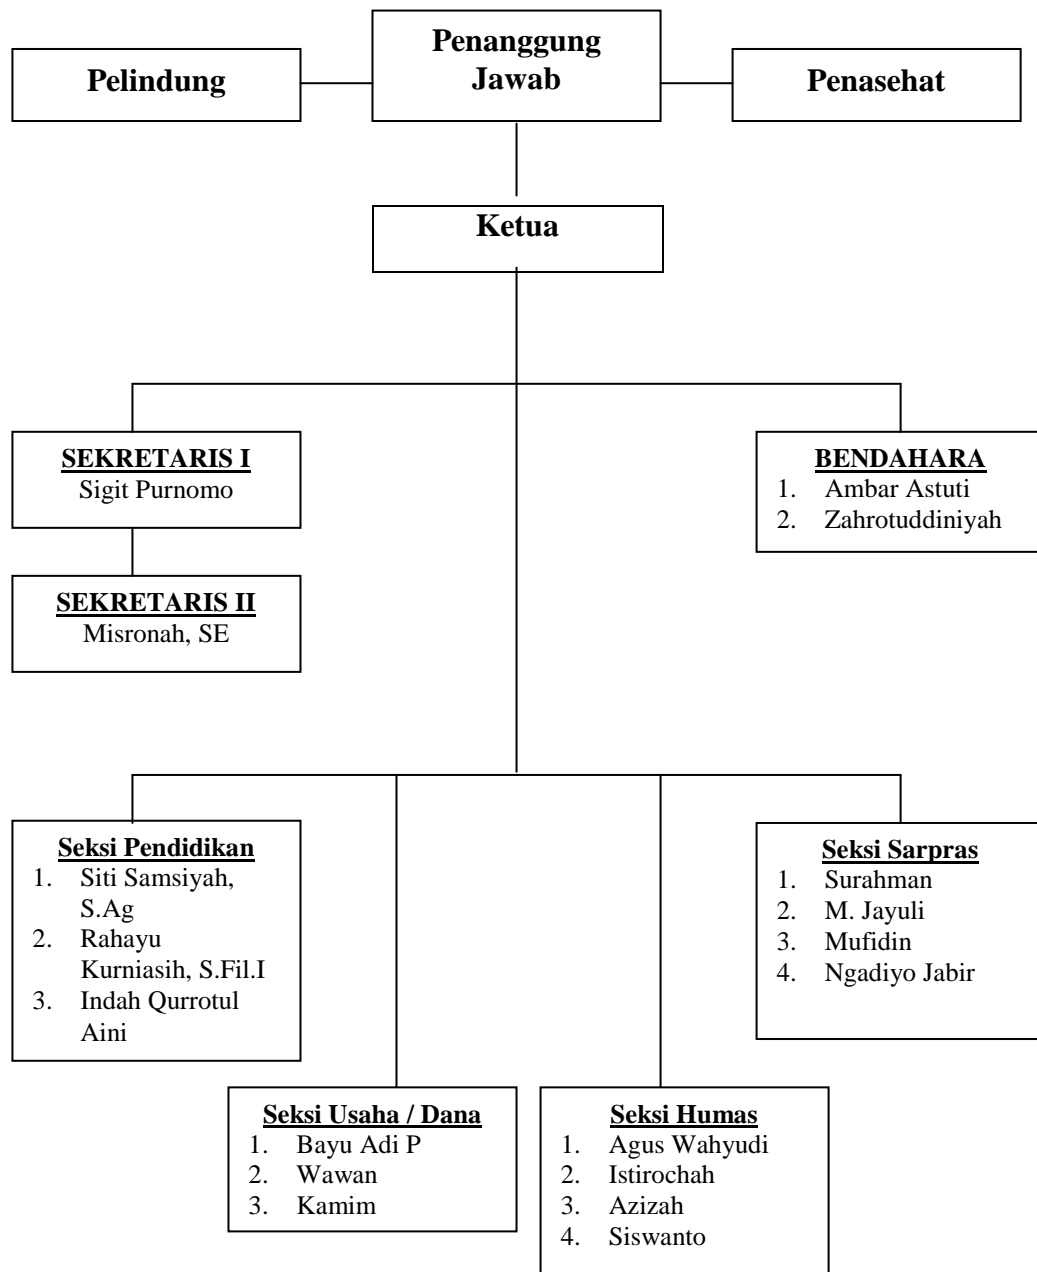 Pelindung
Penanggung
Jawab
Penasehat
Ketua
SEKRETARIS I
Sigit Purnomo
BENDAHARA
1. Ambar Astuti
2. Zahrotuddiniyah
SEKRETARIS II
Misronah, SE
Seksi Pendidikan
1. Siti Samsiyah,
S.Ag
2. Rahayu
Kurniasih, S.Fil.I
3. Indah Qurrotul
Aini
Seksi Sarpras
1. Surahman
2. M. Jayuli
3. Mufidin
4. Ngadiyo Jabir
Seksi Usaha / Dana
1. Bayu Adi P
2. Wawan
3. Kamim
Seksi Humas
1. Agus Wahyudi
2. Istirochah
3. Azizah
4. Siswanto